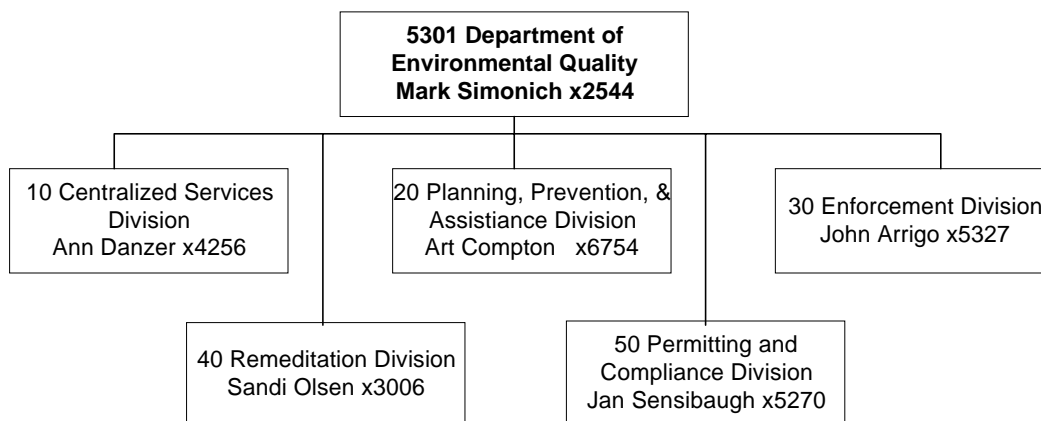 5301 Department of
Environmental Quality
Mark Simonich x2544
10 Centralized Services
Division
Ann Danzer x4256
20 Planning, Prevention, &
Assistiance Division
Art Compton x6754
30 Enforcement Division
John Arrigo x5327
40 Remeditation Division
Sandi Olsen x3006
50 Permitting and
Compliance Division
Jan Sensibaugh x5270